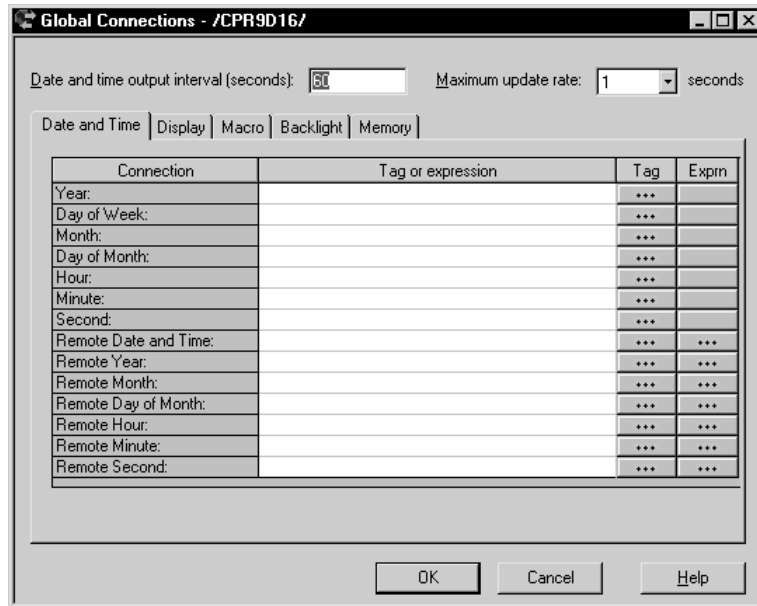 Global Connections - /CPR9D16/
Date and time output interval (seconds): 60 Maximum update rate: 1 seconds
Date and Time Display Macro Backlight Memory
Connection Tag or expression Tag Exprn
Year: •••
Day of Week: •••
Month: •••
Day of Month: •••
Hour: •••
Minute: •••
Second: •••
Remote Date and Time: ••• •••
Remote Year: ••• •••
Remote Month: ••• •••
Remote Day of Month: ••• •••
Remote Hour: ••• •••
Remote Minute: ••• •••
Remote Second: ••• •••
OK Cancel Help